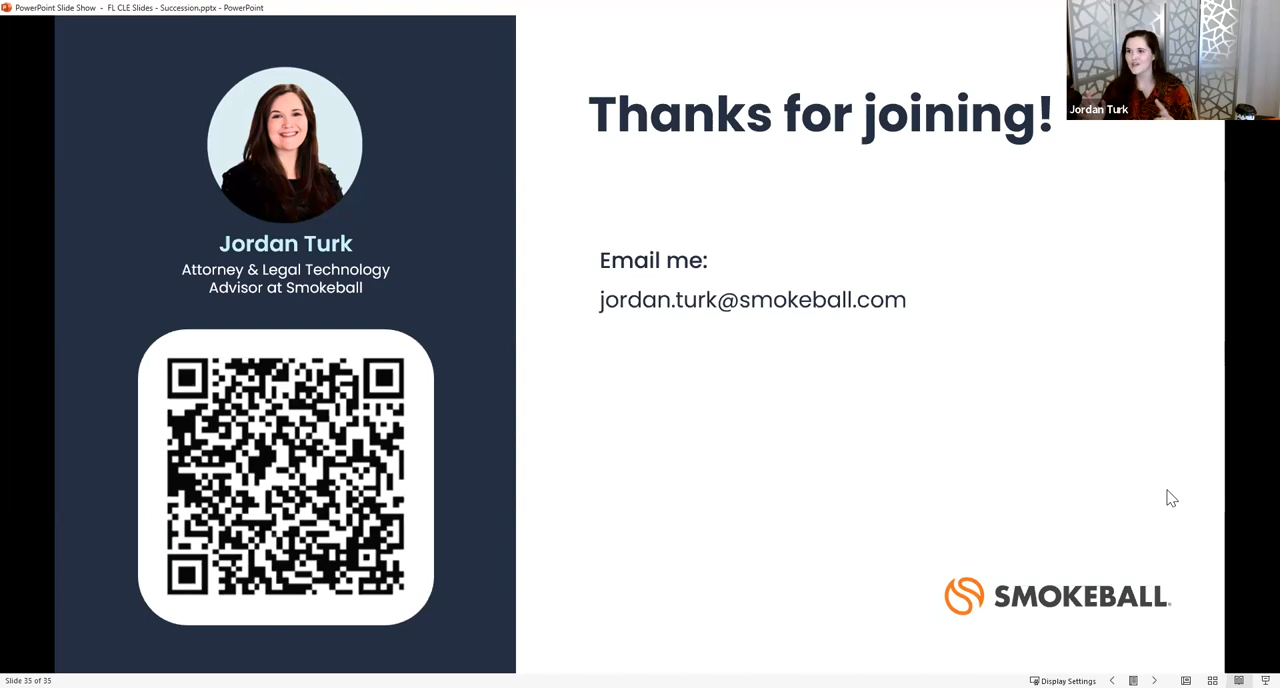 PowerPoint Slide Show - FL CLE Slides - Succession.pptx - PowerPoint
Thanks for joining!
Jordan Turk
Jordan Turk
Attorney & Legal Technology
Advisor at Smokeball
Email me:
jordan.turk@smokeball.com
SMOKEBALL
Slide 35 of 35
Display Settings